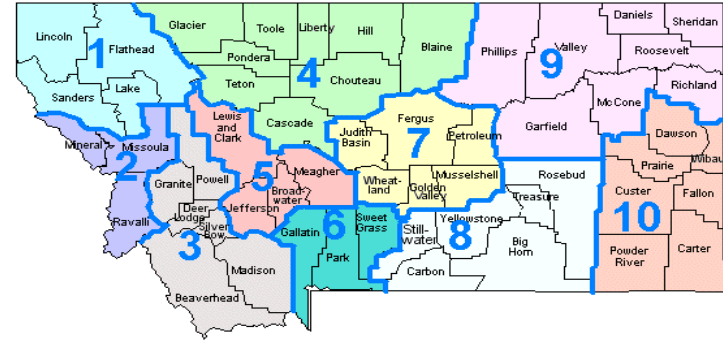 Lincoln
Flathead
1
Sanders
Lake
Glacier
Toole
Liberty
Hill
Blaine
Pondera
Teton
4
Chouteau
Cascade
Phillips
Valley
9
Daniels
Sheridan
Roosevelt
Richland
McCone
Garfield
Mineral
2
Missoula
Ravalli
Lewis
and
Clark
5
Meagher
Broad-
water
Jefferson
Granite
Powell
Deer
Lodge
Silver
Bow
3
Madison
Beaverhead
Judith
Basin
Fergus
7
Petroleum
Wheat-
land
Golden
Valley
Musselshell
Gallatin
6
Sweet
Grass
Park
Still-
water
Yellowstone
8
Carbon
Big
Horn
Treasure
Rosebud
Dawson
Prairie
Wibau
Custer
Fallon
10
Powder
River
Carter